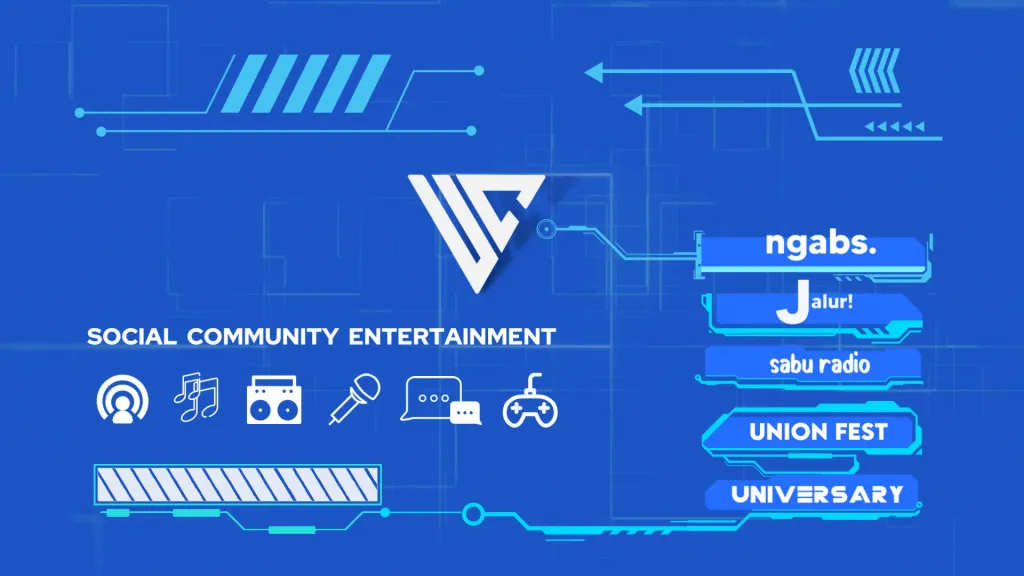 SOCIAL COMMUNITY ENTERTAINMENT
ngabs.
Jalur!
sabu radio
UNION FEST
UNIVERSARY